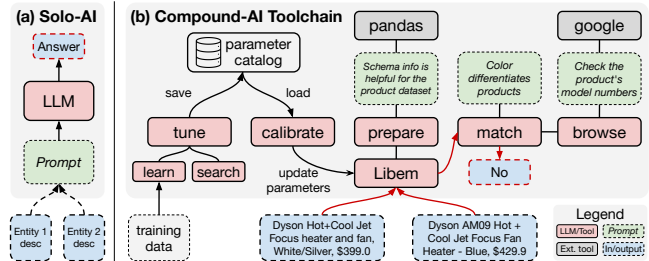 (a) Solo-AI
Answer
LLM
Prompt
Entity 1
desc
Entity 2
desc
(b) Compound-AI Toolchain
parameter
catalog
save
load
tune
calibrate
learn
search
update
parameters
training
data
pandas
Schema info is
helpful for the
product dataset
prepare
Libem
Color
differentiates
products
match
No
google
Check the
product's
model numbers
browse
Dyson Hot+Cool Jet
Focus heater and fan,
White/Silver, $399.0
Dyson AM09 Hot +
Cool Jet Focus Fan
Heater - Blue, $429.9
Legend
LLM/Tool
Prompt
Ext. tool
In/output